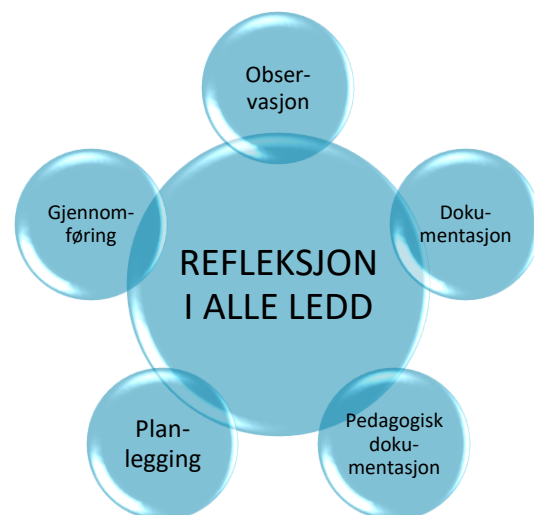 Obser-
vasjon
Gjennom-
føring
Doku-
mentasjon
REFLEKSJON
I ALLE LEDD
Plan-
legging
Pedagogisk
doku-
mentasjon